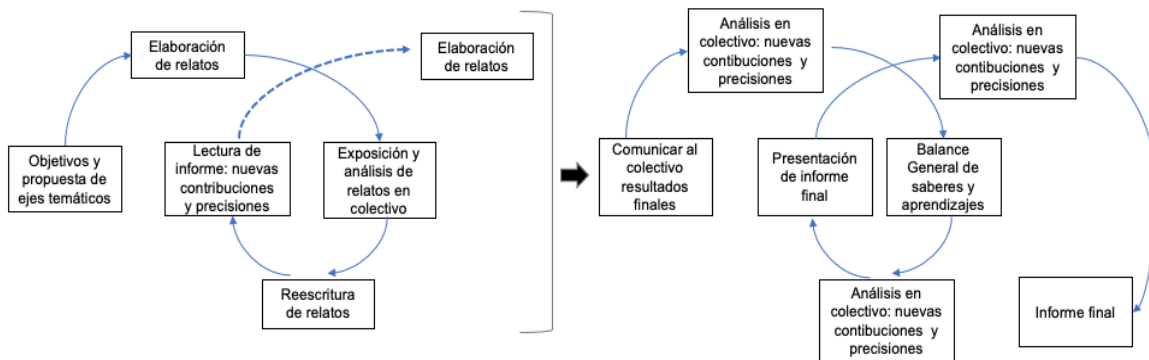 Elaboración
de relatos
Elaboración
de relatos
Objetivos y
propuesta de
ejes temáticos
Lectura de
informe: nuevas
contribuciones
y precisiones
Exposición y
análisis de
relatos en
colectivo
Reescritura
de relatos
Análisis en
colectivo: nuevas
contibuciones y
precisiones
Análisis en
colectivo: nuevas
contibuciones y
precisiones
Comunicar al
colectivo
resultados
finales
Presentación
de informe
final
Balance
General de
saberes y
aprendizajes
Análisis en
colectivo: nuevas
contibuciones y
precisiones
Informe final